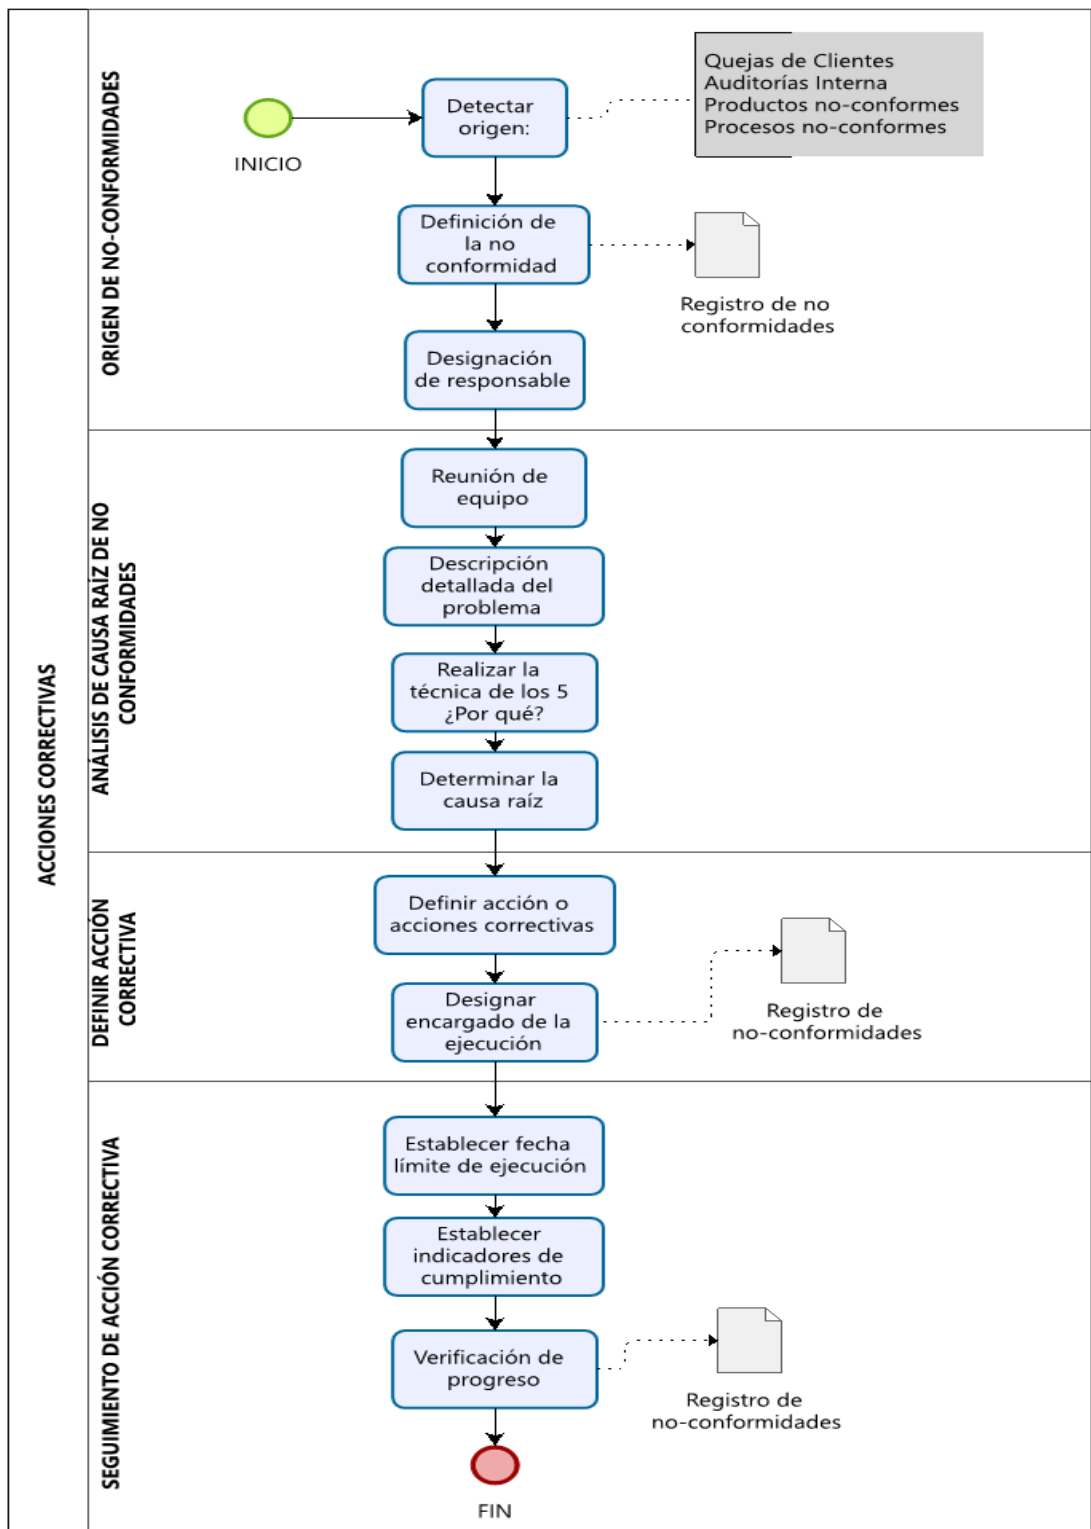 ACCIONES CORRECTIVAS
ORIGEN DE NO-CONFORMIDADES
INICIO
Detectar
origen:
Quejas de Clientes
Auditorías Interna
Productos no-conformes
Procesos no-conformes
Definición de
la no
conformidad
Registro de no
conformidades
Designación
de responsable
ANÁLISIS DE CAUSA RAÍZ DE NO
CONFORMIDADES
Reunión de
equipo
Descripción
detallada del
problema
Realizar la
técnica de los 5
¿Por qué?
Determinar la
causa raíz
DEFINIR ACCIÓN
CORRECTIVA
Definir acción o
acciones correctivas
Designar
encargado de la
ejecución
Registro de
no-conformidades
SEGUIMIENTO DE ACCIÓN CORRECTIVA
Establecer fecha
límite de ejecución
Establecer
indicadores de
cumplimiento
Verificación de
progreso
Registro de
no-conformidades
FIN